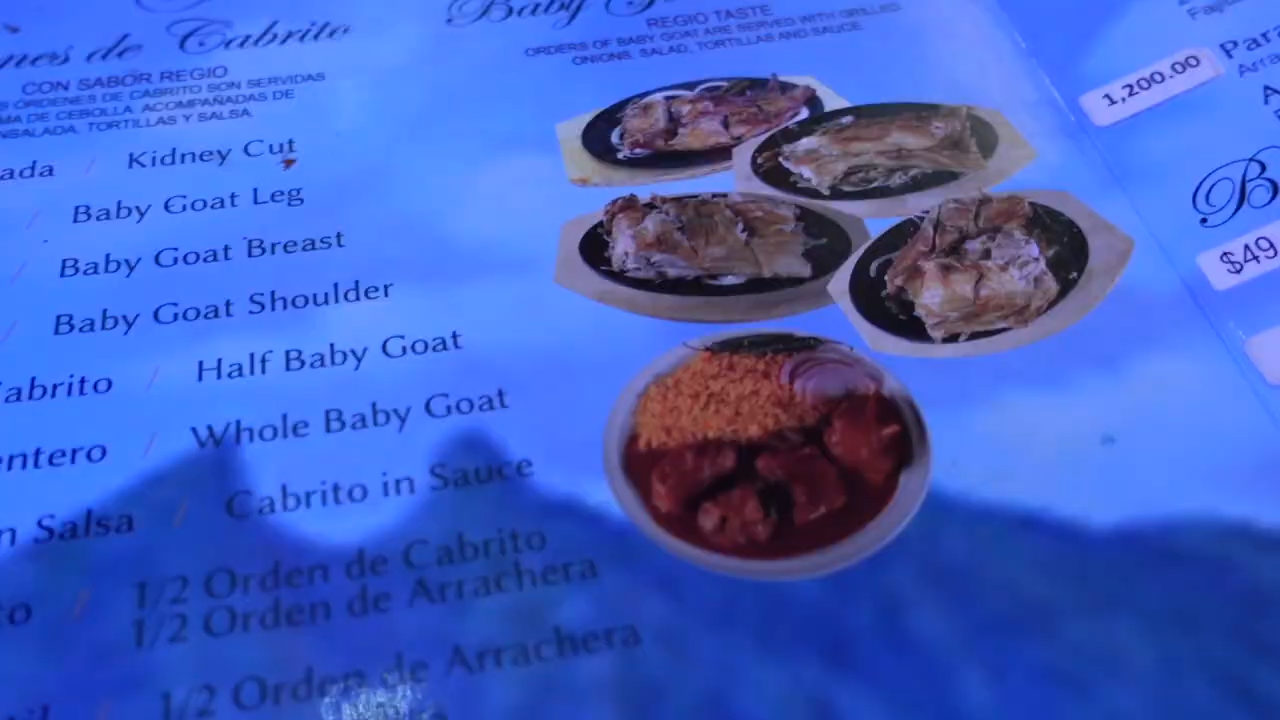 nes de Cabrito
CON SABOR REGIO
S ÓRDENES DE CABRITO SON SERVIDAS
MA DE CEBOLLA, ACOMPAÑADAS DE
NSALADA, TORTILLAS Y SALSA.
ada / Kidney Cut
/ Baby Goat Leg
/ Baby Goat Breast
/ Baby Goat Shoulder
Cabrito / Half Baby Goat
entero / Whole Baby Goat
n Salsa / Cabrito in Sauce
to / 1/2 Orden de Cabrito
1/2 Orden de Arrachera
1/2 Orden de Arrachera
Baby
REGIO TASTE
ORDERS OF BABY GOAT ARE SERVED WITH GRILLED
ONIONS, SALAD, TORTILLAS AND SAUCE.
1,200.00 Para
Arra
B
$49